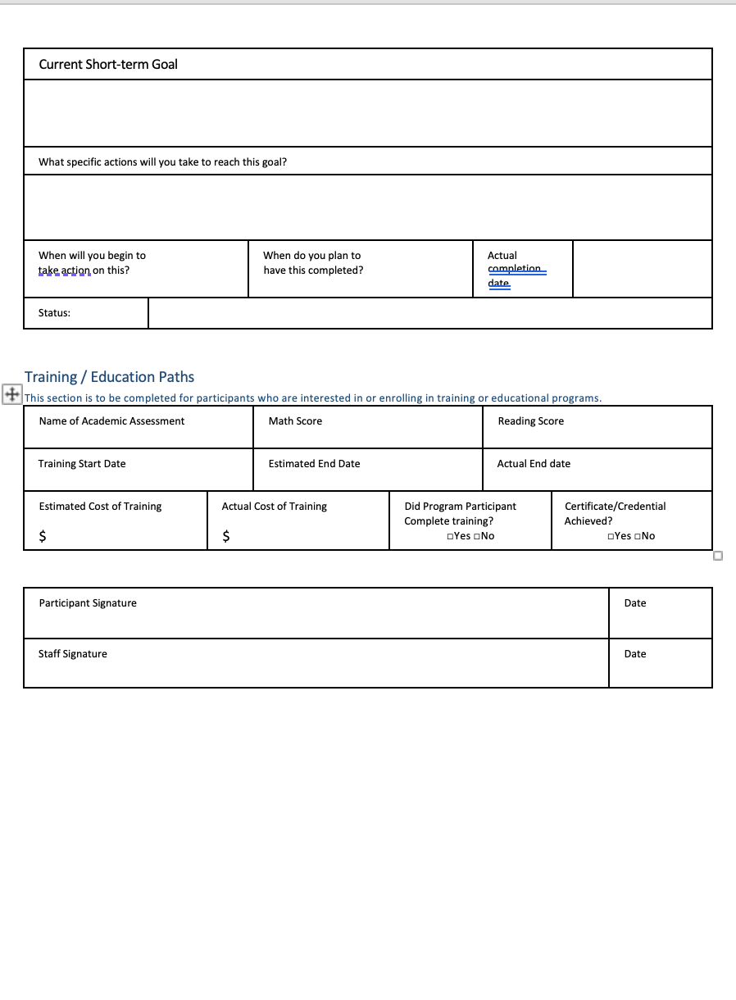 Current Short-term Goal
What specific actions will you take to reach this goal?
When will you begin to
take action on this?
When do you plan to
have this completed?
Actual
completion
date
Status:
Training / Education Paths
This section is to be completed for participants who are interested in or enrolling in training or educational programs.
Name of Academic Assessment
Math Score
Reading Score
Training Start Date
Estimated End Date
Actual End date
Estimated Cost of Training
$
Actual Cost of Training
$
Did Program Participant
Complete training?
□Yes □No
Certificate/Credential
Achieved?
□Yes □No
Participant Signature
Date
Staff Signature
Date